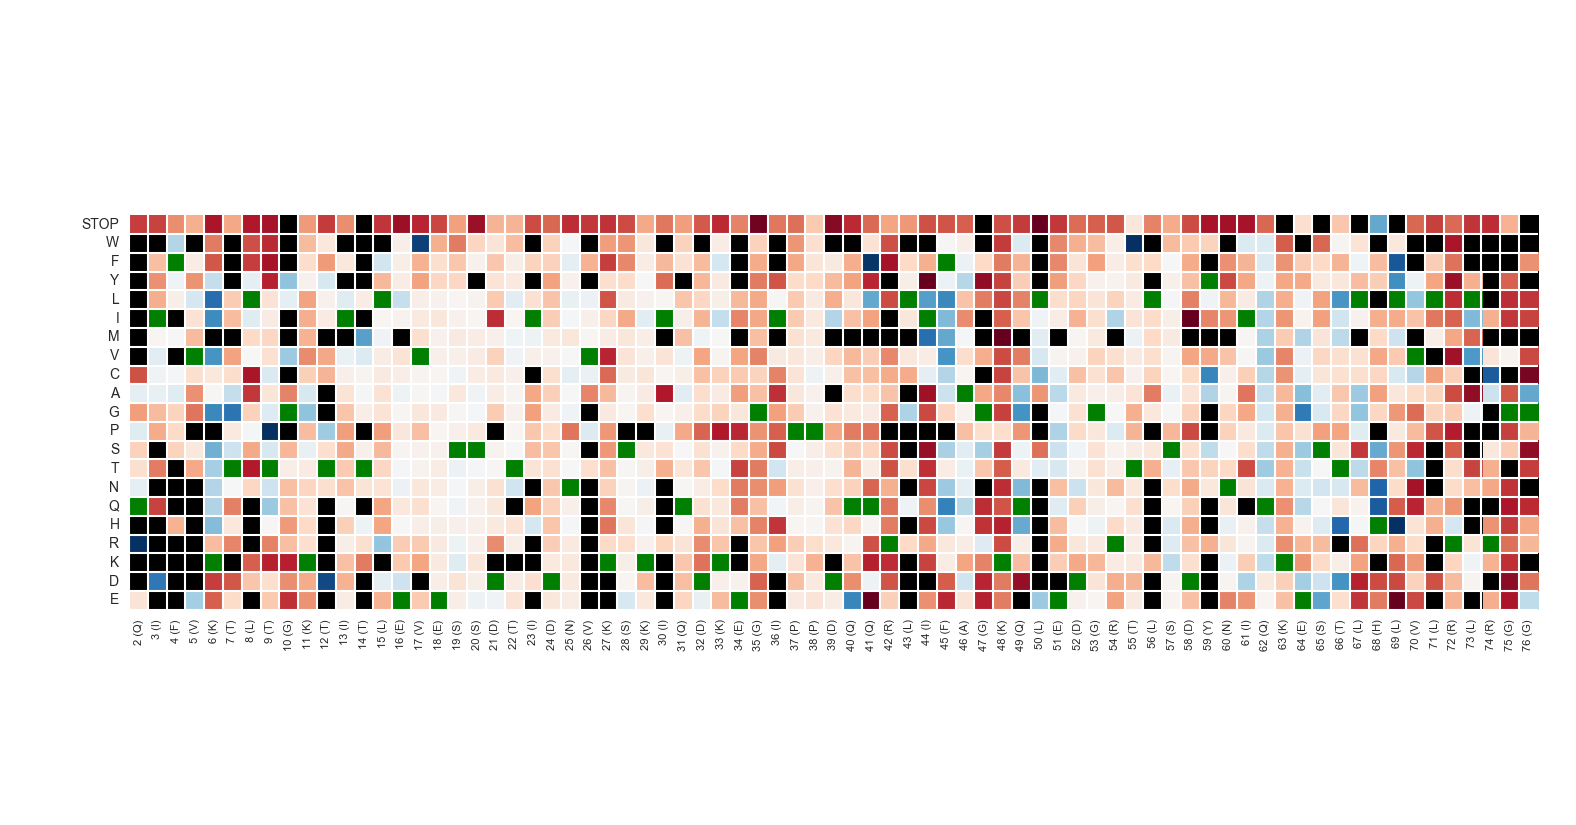 STOP
W
F
Y
L
I
M
V
C
A
G
P
S
T
N
Q
H
R
K
D
E
2 (Q)
3 (I)
4 (F)
5 (V)
6 (K)
7 (T)
8 (L)
9 (T)
10 (G)
11 (K)
12 (T)
13 (I)
14 (T)
15 (L)
16 (E)
17 (V)
18 (E)
19 (S)
20 (S)
21 (D)
22 (T)
23 (I)
24 (D)
25 (N)
26 (V)
27 (K)
28 (S)
29 (K)
30 (I)
31 (Q)
32 (D)
33 (K)
34 (E)
35 (G)
36 (I)
37 (P)
38 (P)
39 (D)
40 (Q)
41 (Q)
42 (R)
43 (L)
44 (I)
45 (F)
46 (A)
47 (G)
48 (K)
49 (Q)
50 (L)
51 (E)
52 (D)
53 (G)
54 (R)
55 (T)
56 (L)
57 (S)
58 (D)
59 (Y)
60 (N)
61 (I)
62 (Q)
63 (K)
64 (E)
65 (S)
66 (T)
67 (L)
68 (H)
69 (L)
70 (V)
71 (L)
72 (R)
73 (L)
74 (R)
75 (G)
76 (G)